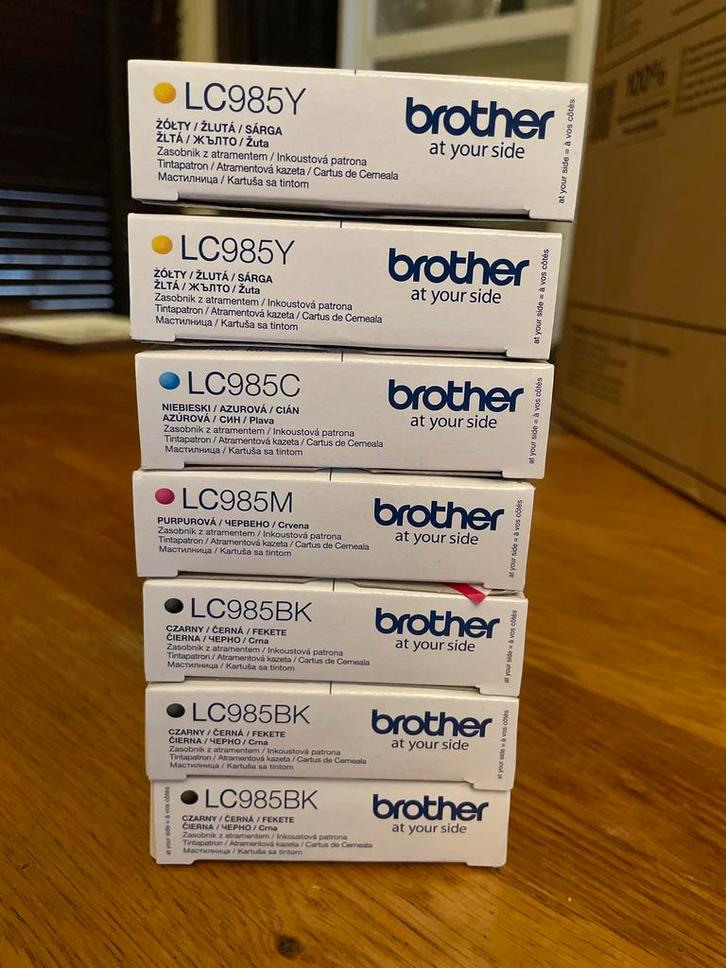 LC985Y
ŻÓŁTY / ŽLUTÁ / SÁRGA
ŽLTÁ / ЖЪЛТО / Žuta
Zasobnik z atramentem / Inkoustová patrona
Tintapatron / Atramentová kazeta / Cartus de Cerneala
Мастилница / Kartuša sa tintom
brother
at your side
at your side = à vos côtés
LC985Y
ŻÓŁTY / ŽLUTÁ / SÁRGA
ŽLTÁ / ЖЪЛТО / Žuta
Zasobnik z atramentem / Inkoustová patrona
Tintapatron / Atramentová kazeta / Cartus de Cerneala
Мастилница / Kartuša sa tintom
brother
at your side
at your side = à vos côtés
LC985C
NIEBIESKI / AZUROVÁ / CIÁN
AZÚROVÁ / СИН / Plava
Zasobnik z atramentem / Inkoustová patrona
Tintapatron / Atramentová kazeta / Cartus de Cerneala
Мастилница / Kartuša sa tintom
brother
at your side
at your side = à vos côtés
LC985M
PURPUROVÁ / ЧЕРВЕНО / Crvena
Zasobnik z atramentem / Inkoustová patrona
Tintapatron / Atramentová kazeta / Cartus de Cerneala
Мастилница / Kartuša sa tintom
brother
at your side
at your side = à vos côtés
LC985BK
CZARNY / ČERNÁ / FEKETE
ČIERNA / ЧЕРНО / Crna
Zasobnik z atramentem / Inkoustová patrona
Tintapatron / Atramentová kazeta / Cartus de Cerneala
Мастилница / Kartuša sa tintom
brother
at your side
at your side = à vos côtés
LC985BK
CZARNY / ČERNÁ / FEKETE
ČIERNA / ЧЕРНО / Crna
Zasobnik z atramentem / Inkoustová patrona
Tintapatron / Atramentová kazeta / Cartus de Cerneala
Мастилница / Kartuša sa tintom
brother
at your side
at your side = à vos côtés
at your side = à vos côtés
LC985BK
CZARNY / ČERNÁ / FEKETE
ČIERNA / ЧЕРНО / Crna
Zasobnik z atramentem / Inkoustová patrona
Tintapatron / Atramentová kazeta / Cartus de Cerneala
Мастилница / Kartuša sa tintom
brother
at your side
100%